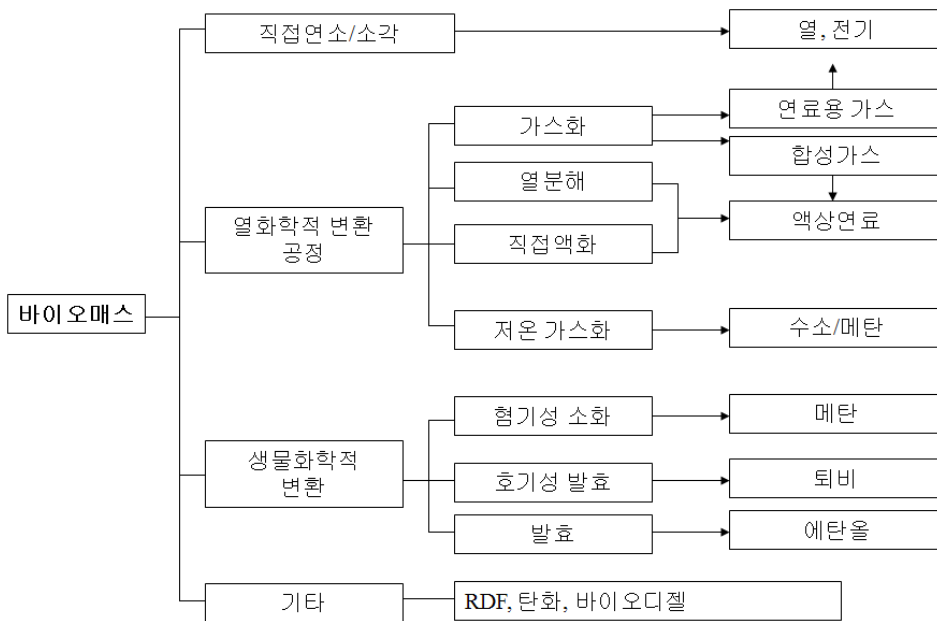 직접연소/소각
열, 전기
가스화
연료용 가스
합성가스
열분해
열화학적 변환
공정
직접액화
액상연료
바이오매스
저온 가스화
수소/메탄
혐기성 소화
메탄
생물화학적
변환
호기성 발효
퇴비
발효
에탄올
기타
RDF, 탄화, 바이오디젤